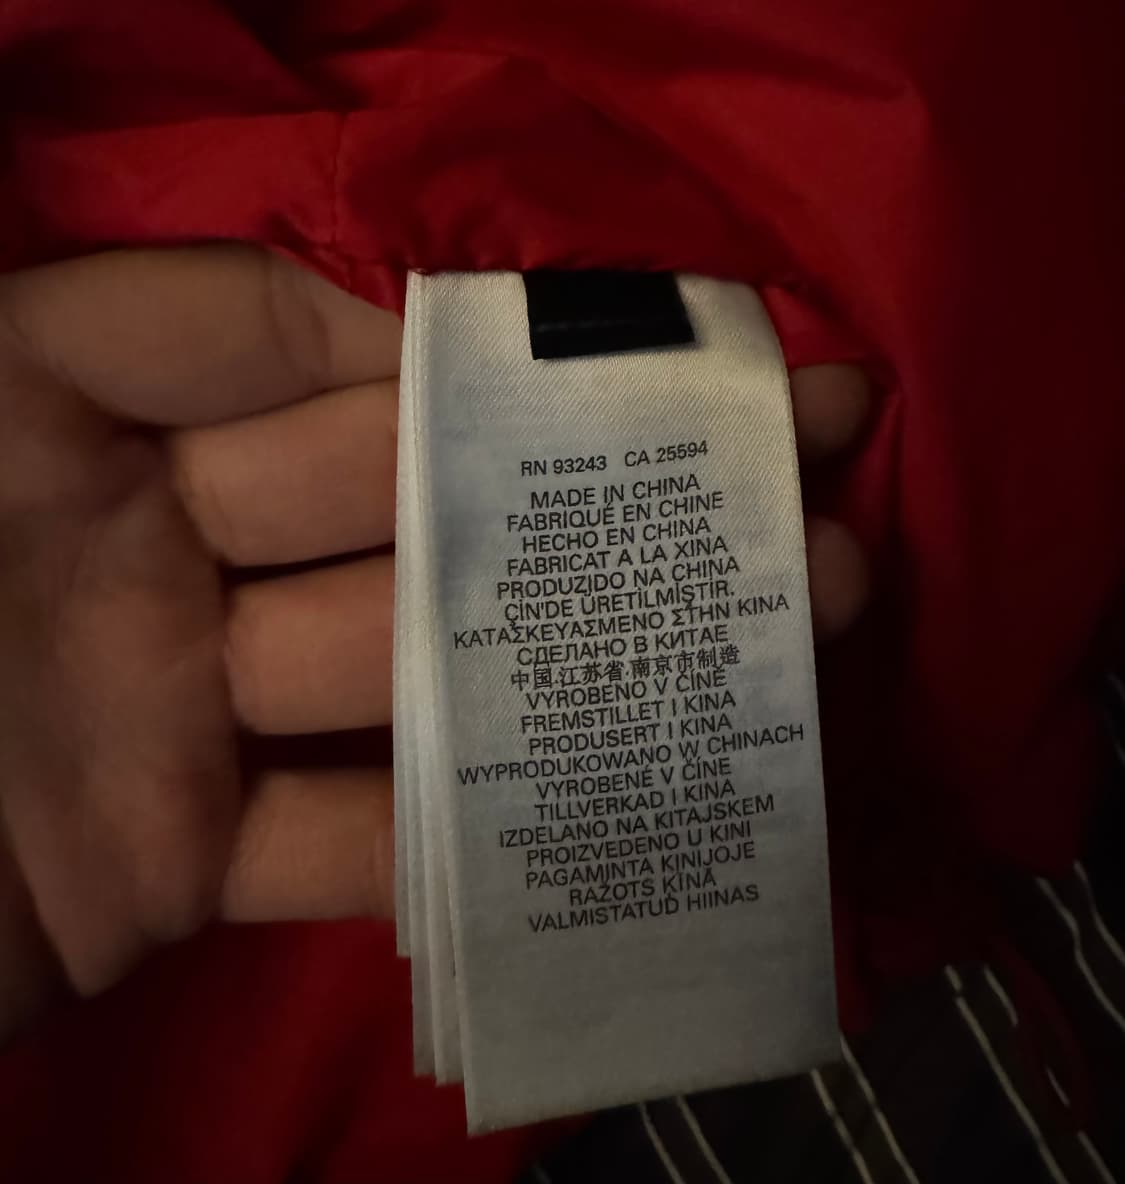 RN 93243 CA 25594
MADE IN CHINA
FABRIQUÉ EN CHINE
HECHO EN CHINA
FABRICAT A LA XINA
PRODUZIDO NA CHINA
ÇİN'DE ÜRETİLMİŞTİR.
ΚΑΤΑΣΚΕΥΑΣΜΕΝΟ ΣΤΗΝ ΚΙΝΑ
СДЕЛАНО В КИТАЕ
中国.江苏省.南京市制造
VYROBENO V ČÍNĚ
FREMSTILLET I KINA
PRODUSERT I KINA
WYPRODUKOWANO W CHINACH
VYROBENÉ V ČÍNE
TILLVERKAD I KINA
IZDELANO NA KITAJSKEM
PROIZVEDENO U KINI
PAGAMINTA KINIJOJE
RAŽOTS ĶĪNĀ
VALMISTATUD HIINAS